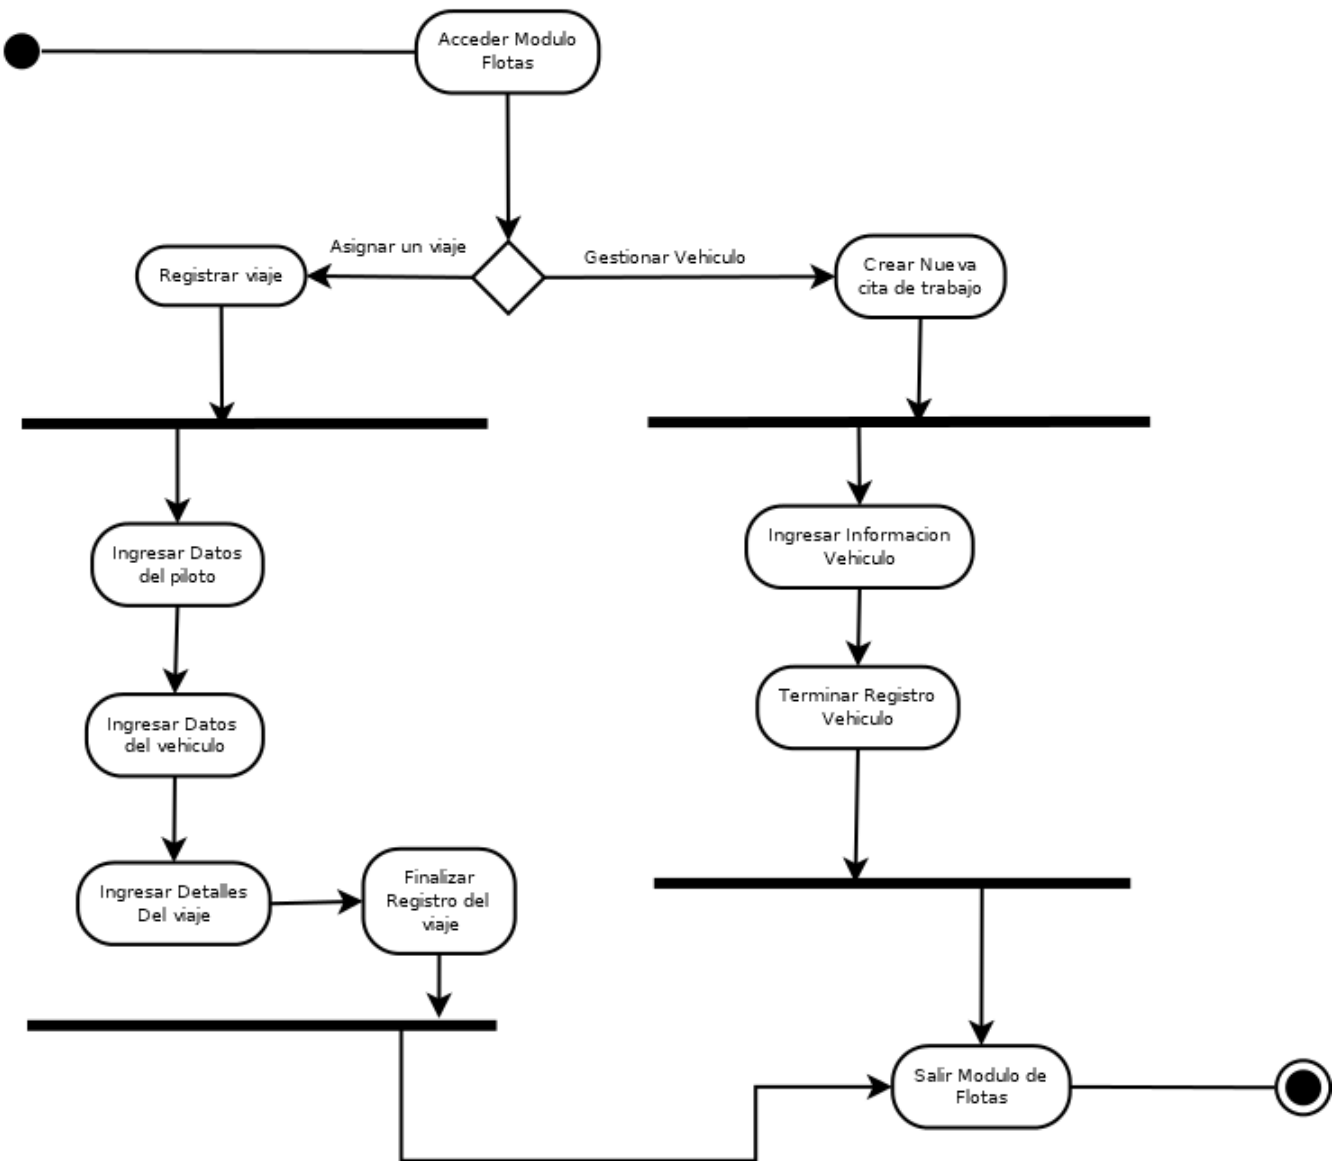 Acceder Modulo
Flotas
Asignar un viaje
Gestionar Vehiculo
Registrar viaje
Crear Nueva
cita de trabajo
Ingresar Datos
del piloto
Ingresar Informacion
Vehiculo
Ingresar Datos
del vehiculo
Terminar Registro
Vehiculo
Ingresar Detalles
Del viaje
Finalizar
Registro del
viaje
Salir Modulo de
Flotas